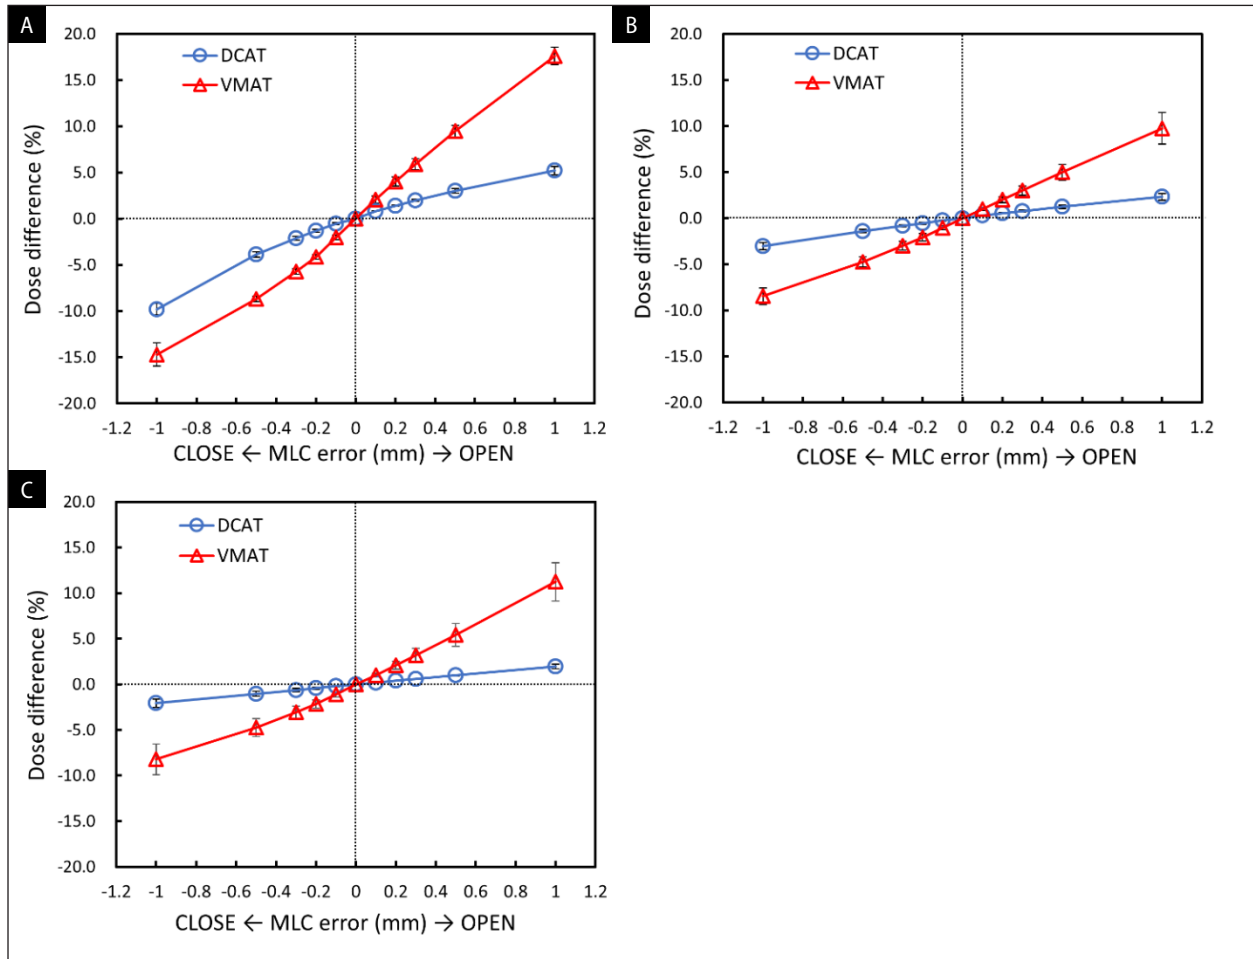 A
20.0
15.0
10.0
5.0
0.0
-5.0
-10.0
-15.0
-20.0
Dose difference (%)
DCAT
VMAT
-1.2 -1 -0.8 -0.6 -0.4 -0.2 0 0.2 0.4 0.6 0.8 1 1.2
CLOSE ← MLC error (mm) → OPEN
B
20.0
15.0
10.0
5.0
0.0
-5.0
-10.0
-15.0
-20.0
Dose difference (%)
DCAT
VMAT
-1.2 -1 -0.8 -0.6 -0.4 -0.2 0 0.2 0.4 0.6 0.8 1 1.2
CLOSE ← MLC error (mm) → OPEN
C
20.0
15.0
10.0
5.0
0.0
-5.0
-10.0
-15.0
-20.0
Dose difference (%)
DCAT
VMAT
-1.2 -1 -0.8 -0.6 -0.4 -0.2 0 0.2 0.4 0.6 0.8 1 1.2
CLOSE ← MLC error (mm) → OPEN